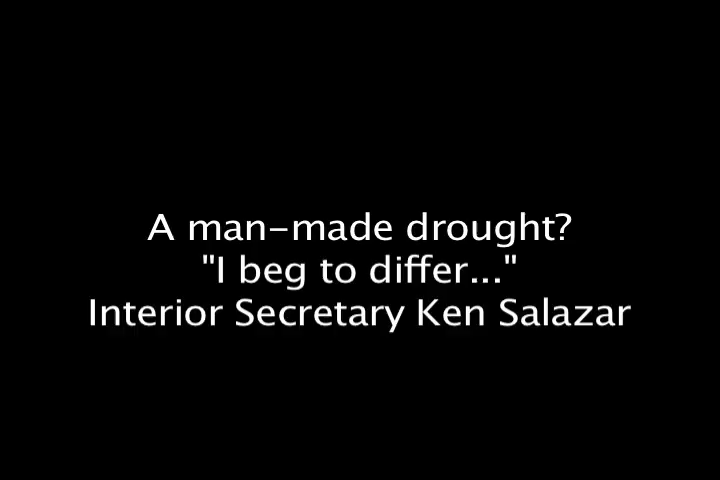 A man-made drought?
"I beg to differ..."
Interior Secretary Ken Salazar